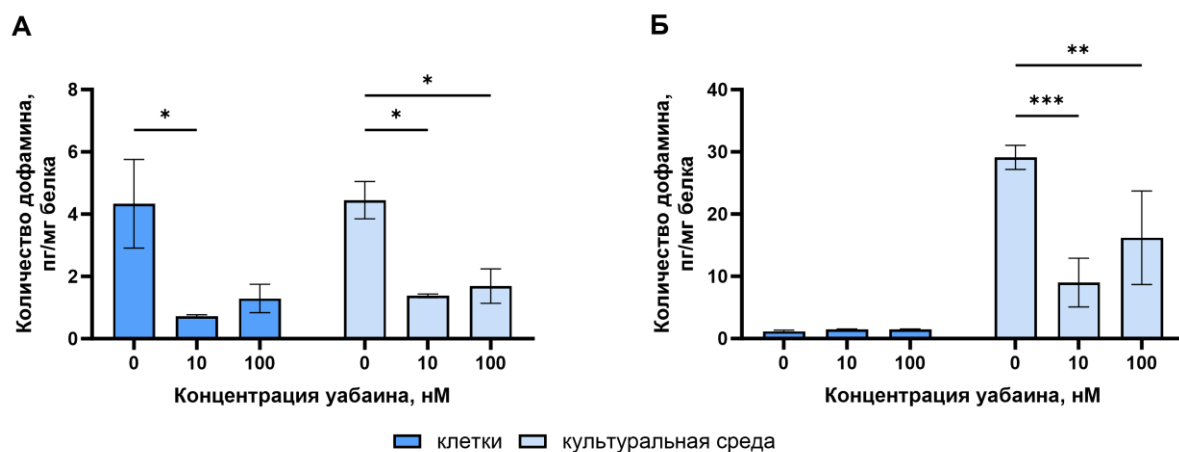 А
Количество дофамина,
пг/мг белка
8
6
4
2
0
*
*
*
0 10 100 0 10 100
Концентрация уабаина, нМ
Б
Количество дофамина,
пг/мг белка
40
30
20
10
0
**
***
0 10 100 0 10 100
Концентрация уабаина, нМ
клетки культуральная среда